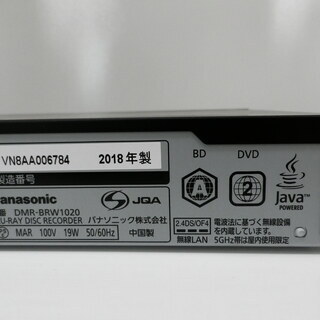 VN8AA006784 2018年製
製造番号
BD DVD
A 2
Java
POWERED
Panasonic
JQA
番 DMR-BRW1020
U-RAY DISC RECORDER パナソニック株式会社
MAR 100V 19W 50/60Hz 中国製
2.4DS/OF4
無線LAN
電波法に基づく無線設備
を内蔵しています。
5GHz帯は屋内使用限定